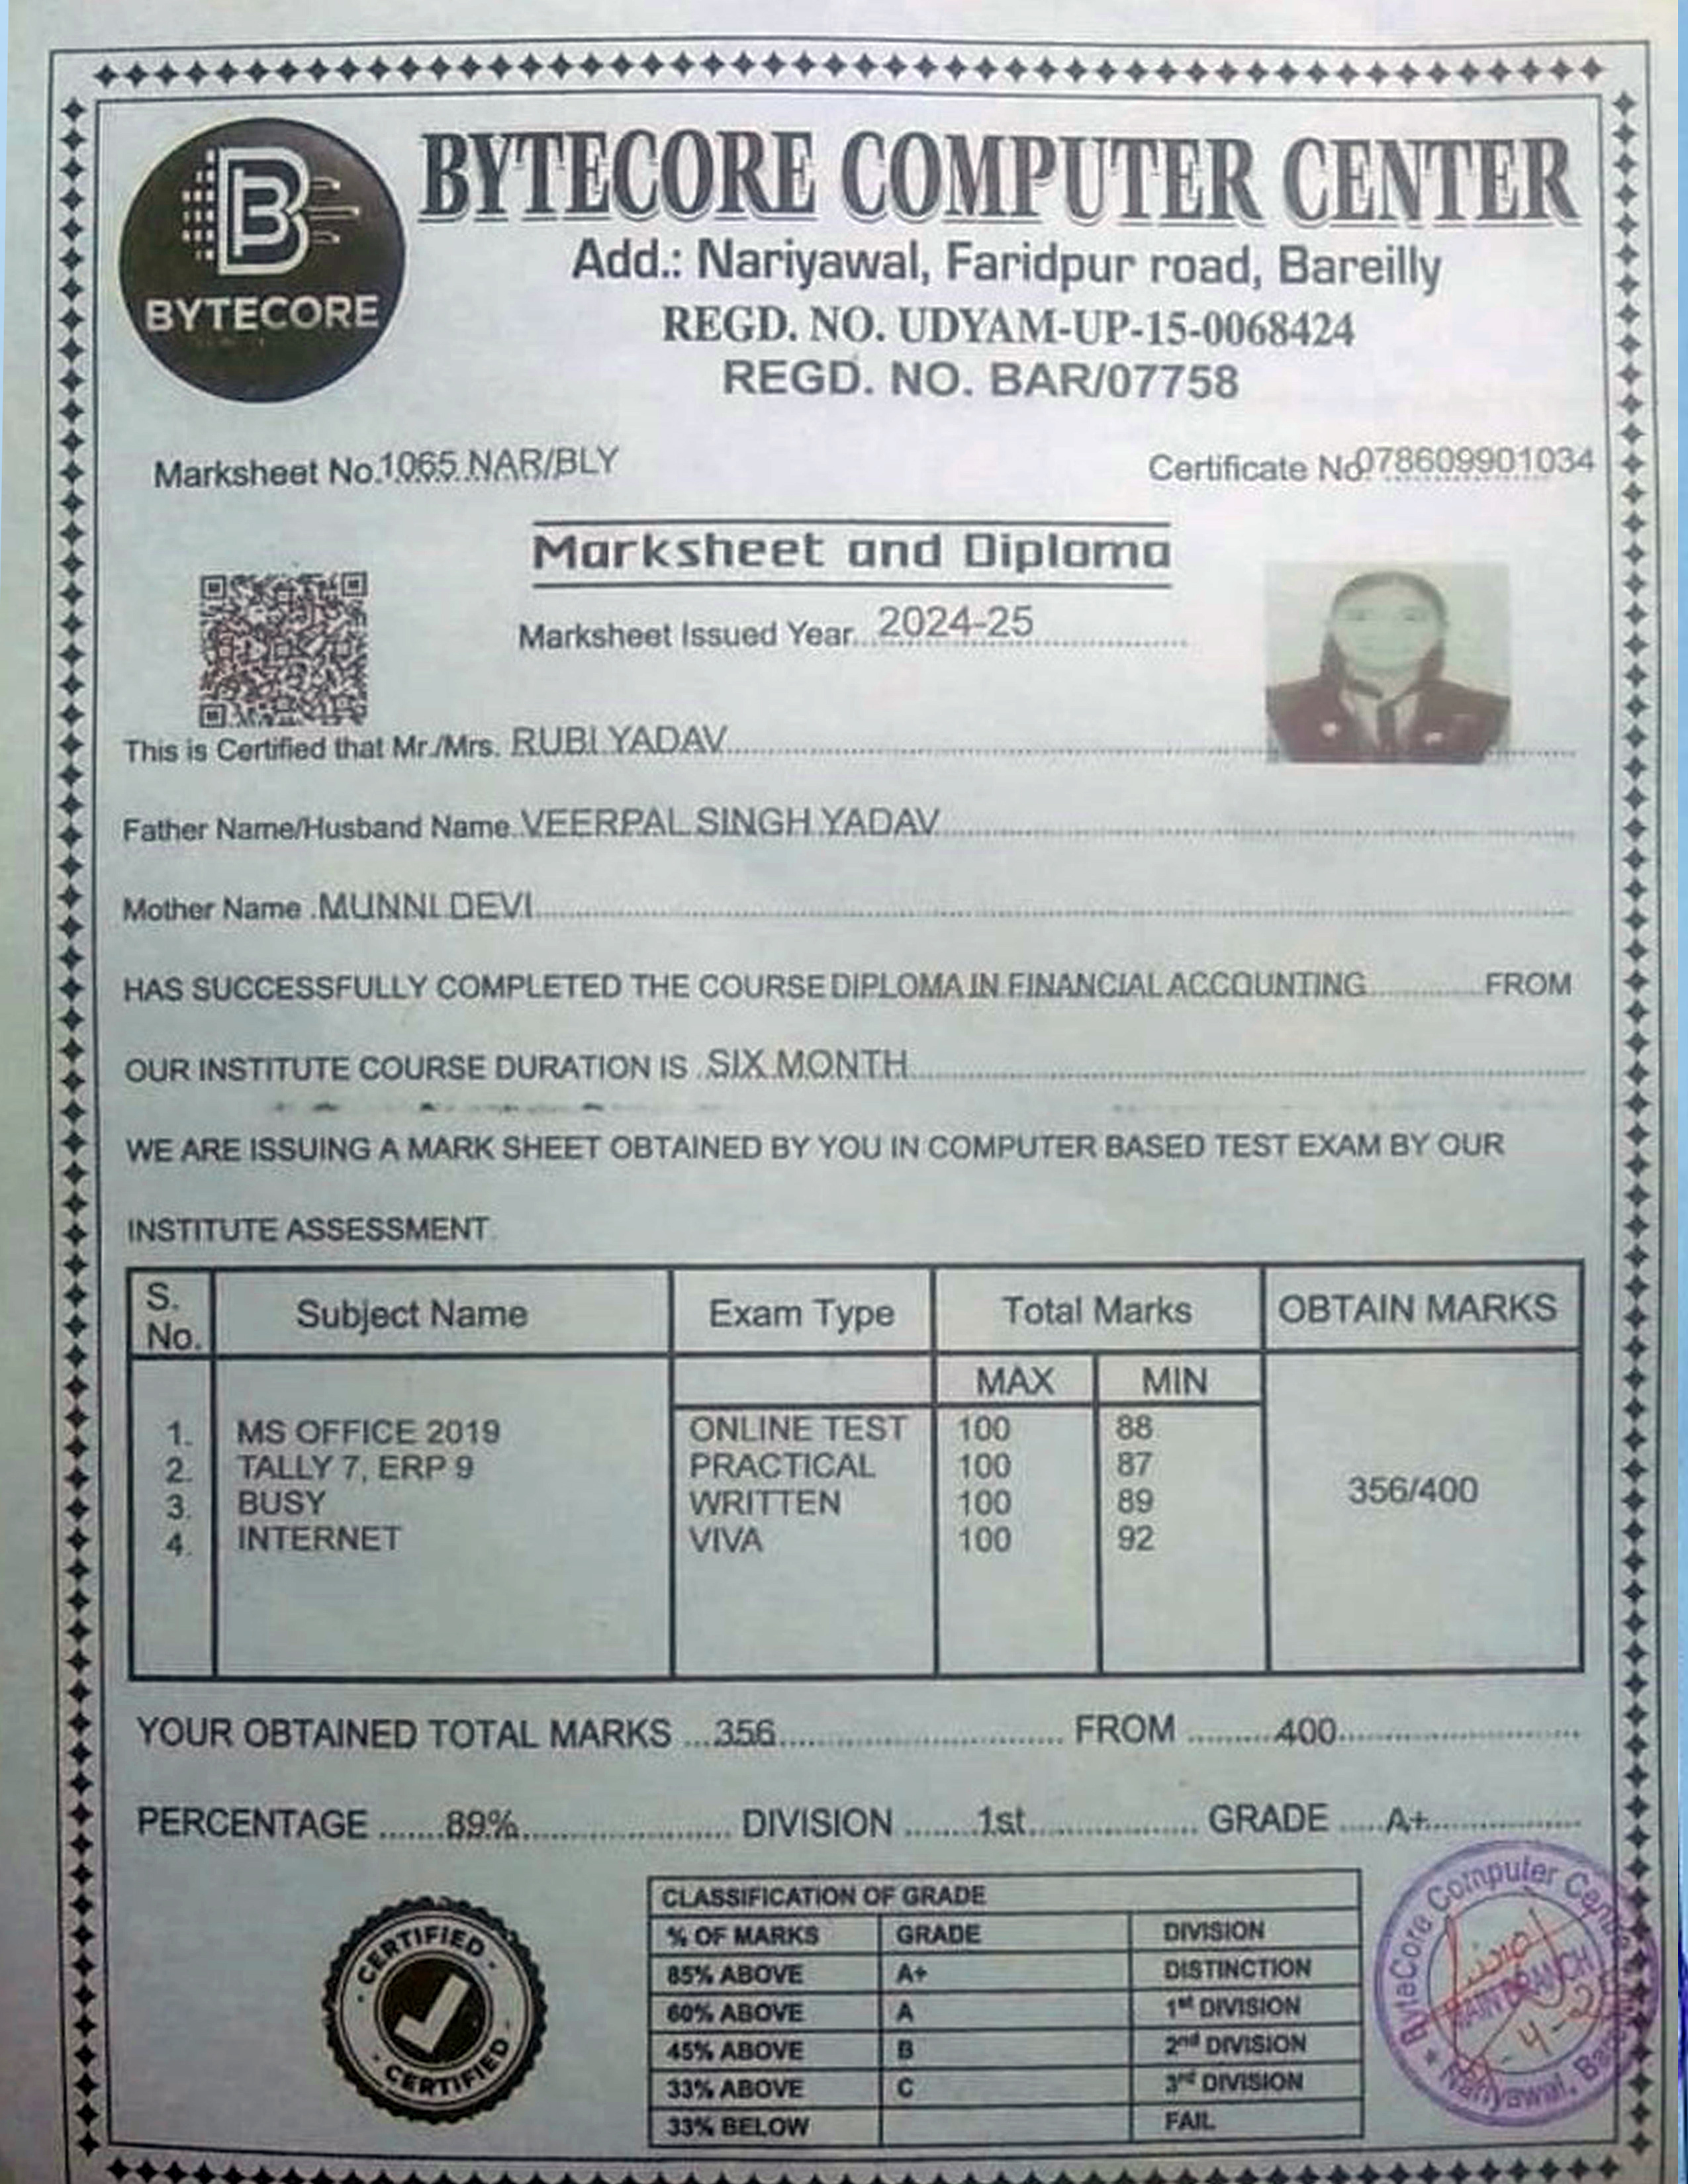 BYTECORE
BYTECORE COMPUTER CENTER
Add.: Nariyawal, Faridpur road, Bareilly
REGD. NO. UDYAM-UP-15-0068424
REGD. NO. BAR/07758
Marksheet No.1065 NAR/BLY Certificate No.078609901034
Marksheet and Diploma
Marksheet Issued Year 2024-25
This is Certified that Mr./Mrs. RUBI YADAV
Father Name/Husband Name VEERPAL SINGH YADAV
Mother Name MUNNI DEVI
HAS SUCCESSFULLY COMPLETED THE COURSE DIPLOMA IN FINANCIAL ACCOUNTING FROM
OUR INSTITUTE COURSE DURATION IS SIX MONTH
WE ARE ISSUING A MARK SHEET OBTAINED BY YOU IN COMPUTER BASED TEST EXAM BY OUR
INSTITUTE ASSESSMENT.
S. No. Subject Name Exam Type Total Marks OBTAIN MARKS
MAX MIN
1. MS OFFICE 2019 ONLINE TEST 100 88
2. TALLY 7, ERP 9 PRACTICAL 100 87
3. BUSY WRITTEN 100 89
4. INTERNET VIVA 100 92
356/400
YOUR OBTAINED TOTAL MARKS 356 FROM 400
PERCENTAGE 89% DIVISION 1st GRADE A+
CERTIFIED
CERTIFIED
CLASSIFICATION OF GRADE
% OF MARKS GRADE DIVISION
85% ABOVE A+ DISTINCTION
60% ABOVE A 1st DIVISION
45% ABOVE B 2nd DIVISION
33% ABOVE C 3rd DIVISION
33% BELOW FAIL
ByteCore Computer
MAIN BRANCH
Nariyawal,